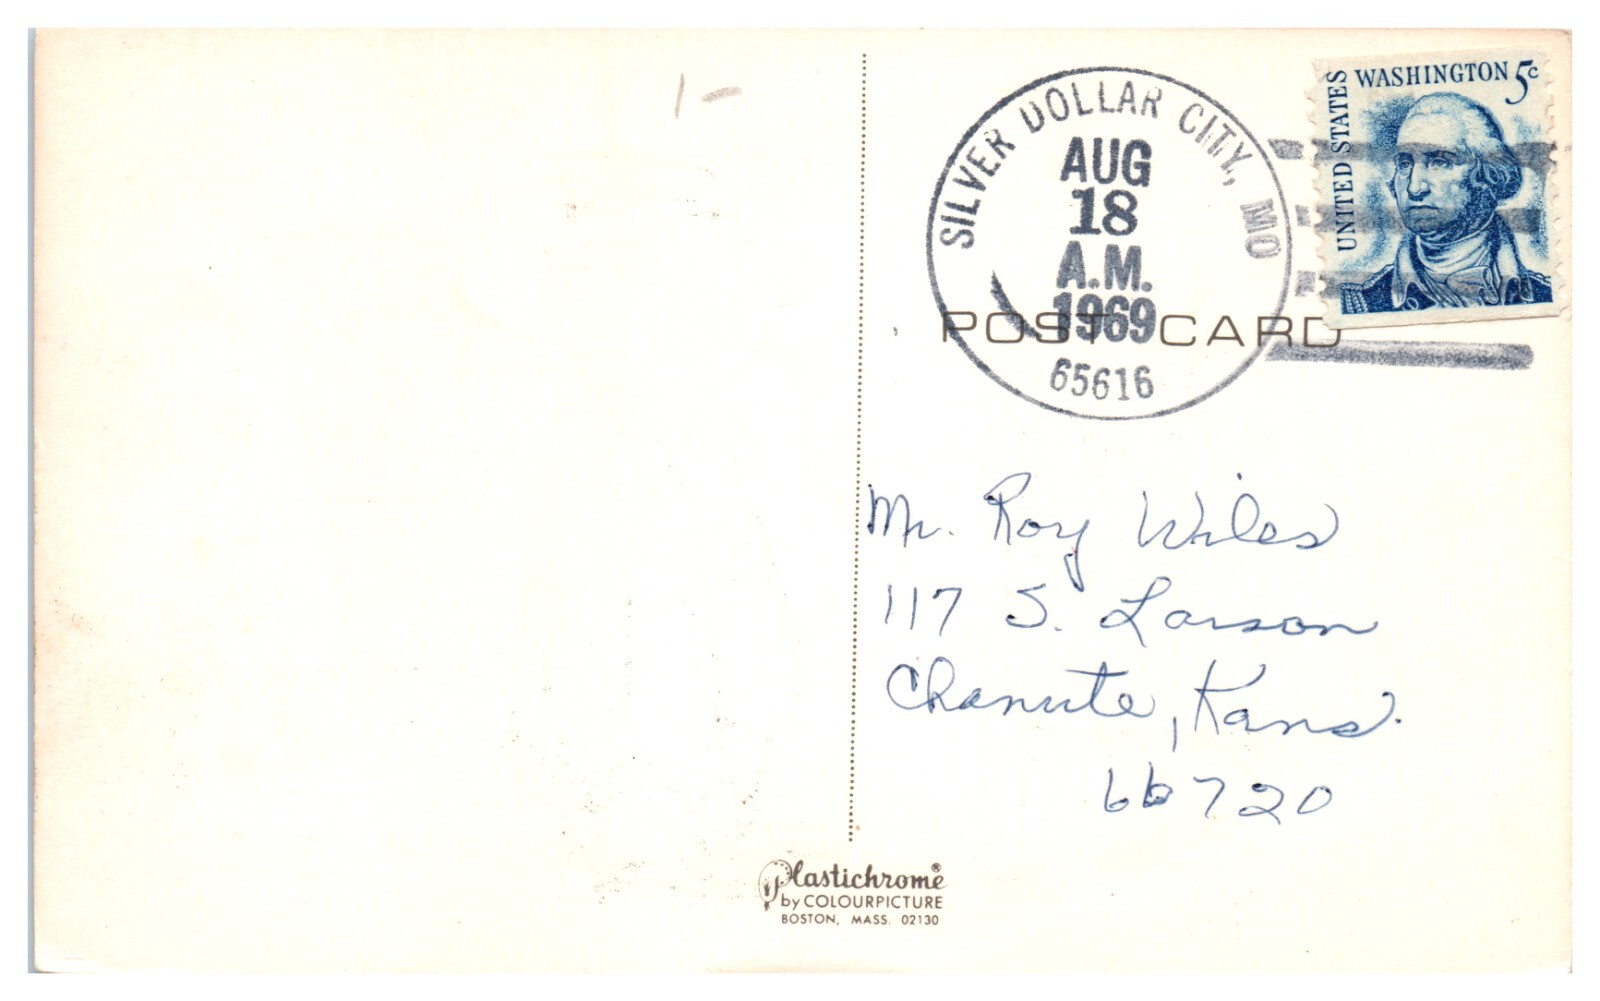 1-
SILVER DOLLAR CITY, MO
AUG
18
A.M.
1969
65616
UNITED STATES
WASHINGTON 5c
POST CARD
Mr. Roy Wiles
117 S. Larson
Chanute, Kans.
66720
Plastichrome®
by COLOURPICTURE
BOSTON, MASS. 02130